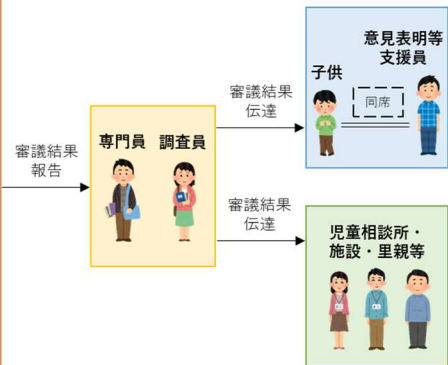 審議結果
報告
専門員 調査員
審議結果
伝達
子供
意見表明等
支援員
同席
審議結果
伝達
児童相談所・
施設・里親等